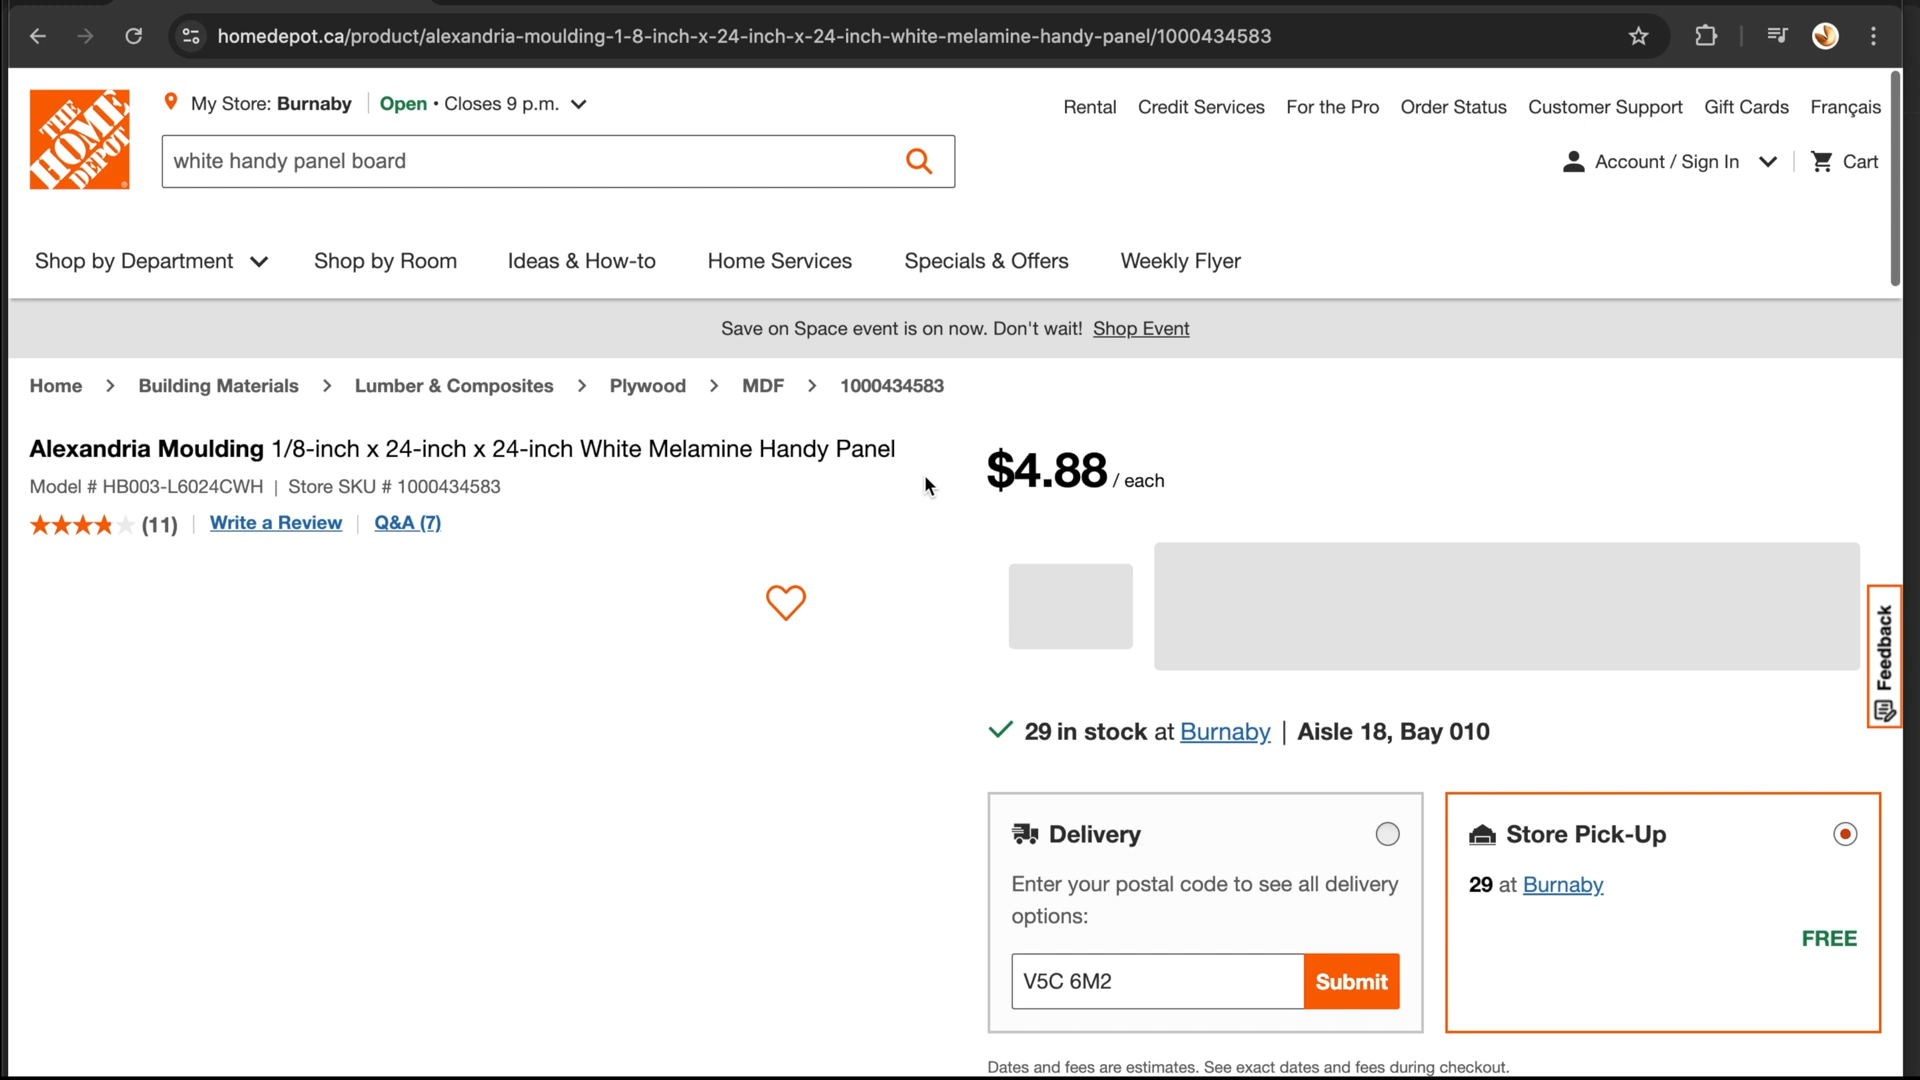 homedepot.ca/product/alexandria-moulding-1-8-inch-x-24-inch-x-24-inch-white-melamine-handy-panel/1000434583
THE HOME DEPOT
My Store: Burnaby
Open • Closes 9 p.m.
Rental Credit Services For the Pro Order Status Customer Support Gift Cards Français
white handy panel board
Account / Sign In Cart
Shop by Department Shop by Room Ideas & How-to Home Services Specials & Offers Weekly Flyer
Save on Space event is on now. Don't wait! Shop Event
Home > Building Materials > Lumber & Composites > Plywood > MDF > 1000434583
Alexandria Moulding 1/8-inch x 24-inch x 24-inch White Melamine Handy Panel
Model # HB003-L6024CWH | Store SKU # 1000434583
(11) Write a Review Q&A (7)
$4.88 / each
Feedback
29 in stock at Burnaby | Aisle 18, Bay 010
Delivery
Enter your postal code to see all delivery
options:
V5C 6M2 Submit
Store Pick-Up
29 at Burnaby
FREE
Dates and fees are estimates. See exact dates and fees during checkout.